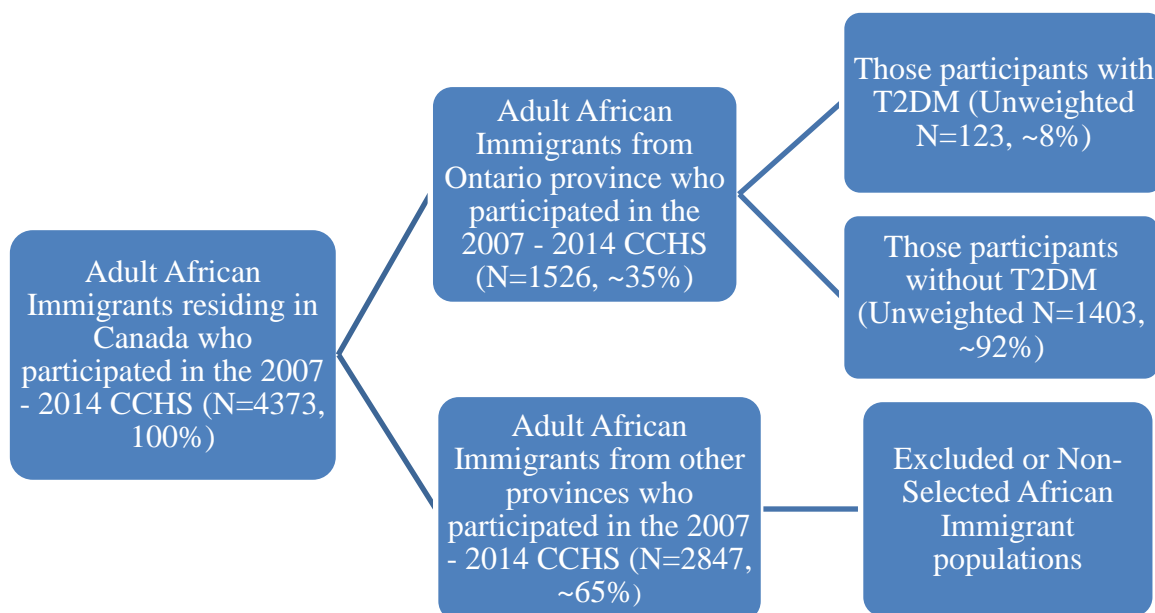 Adult African
Immigrants residing in
Canada who
participated in the 2007
- 2014 CCHS (N=4373,
100%)
Adult African
Immigrants from
Ontario province who
participated in the
2007 - 2014 CCHS
(N=1526, ~35%)
Those participants with
T2DM (Unweighted
N=123, ~8%)
Those participants
without T2DM
(Unweighted N=1403,
~92%)
Adult African
Immigrants from other
provinces who
participated in the 2007
- 2014 CCHS (N=2847,
~65%)
Excluded or Non-
Selected African
Immigrant
populations